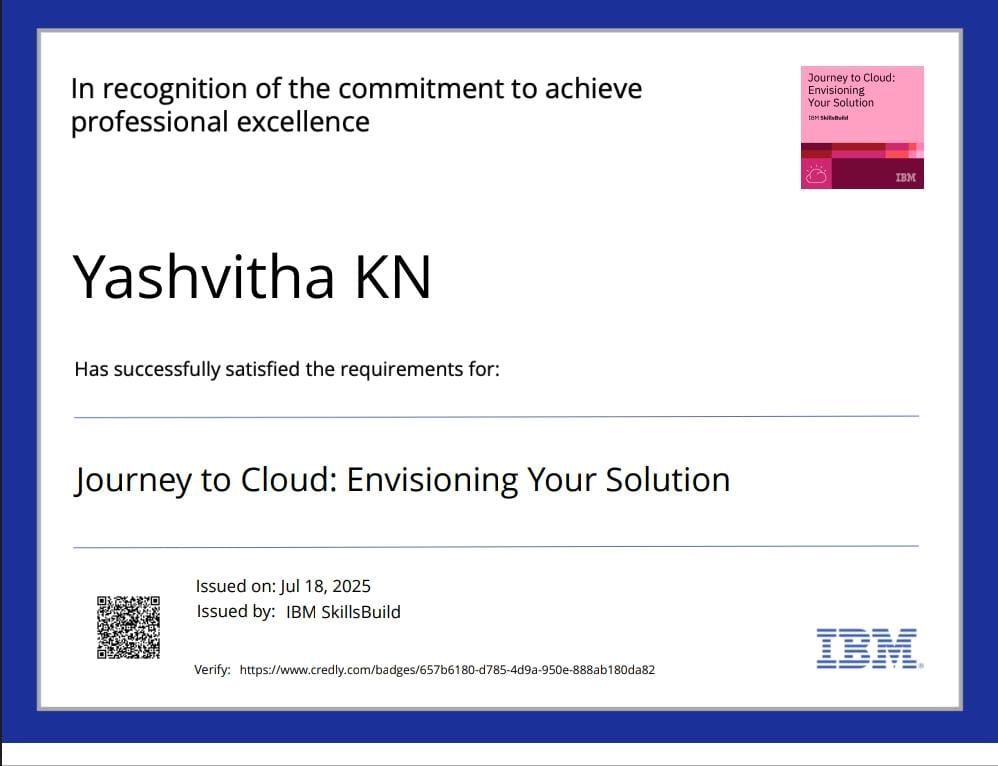 In recognition of the commitment to achieve
professional excellence
Journey to Cloud:
Envisioning
Your Solution
IBM SkillsBuild
IBM
Yashvitha KN
Has successfully satisfied the requirements for:
Journey to Cloud: Envisioning Your Solution
Issued on: Jul 18, 2025
Issued by: IBM SkillsBuild
Verify: https://www.credly.com/badges/657b6180-d785-4d9a-950e-888ab180da82
IBM®